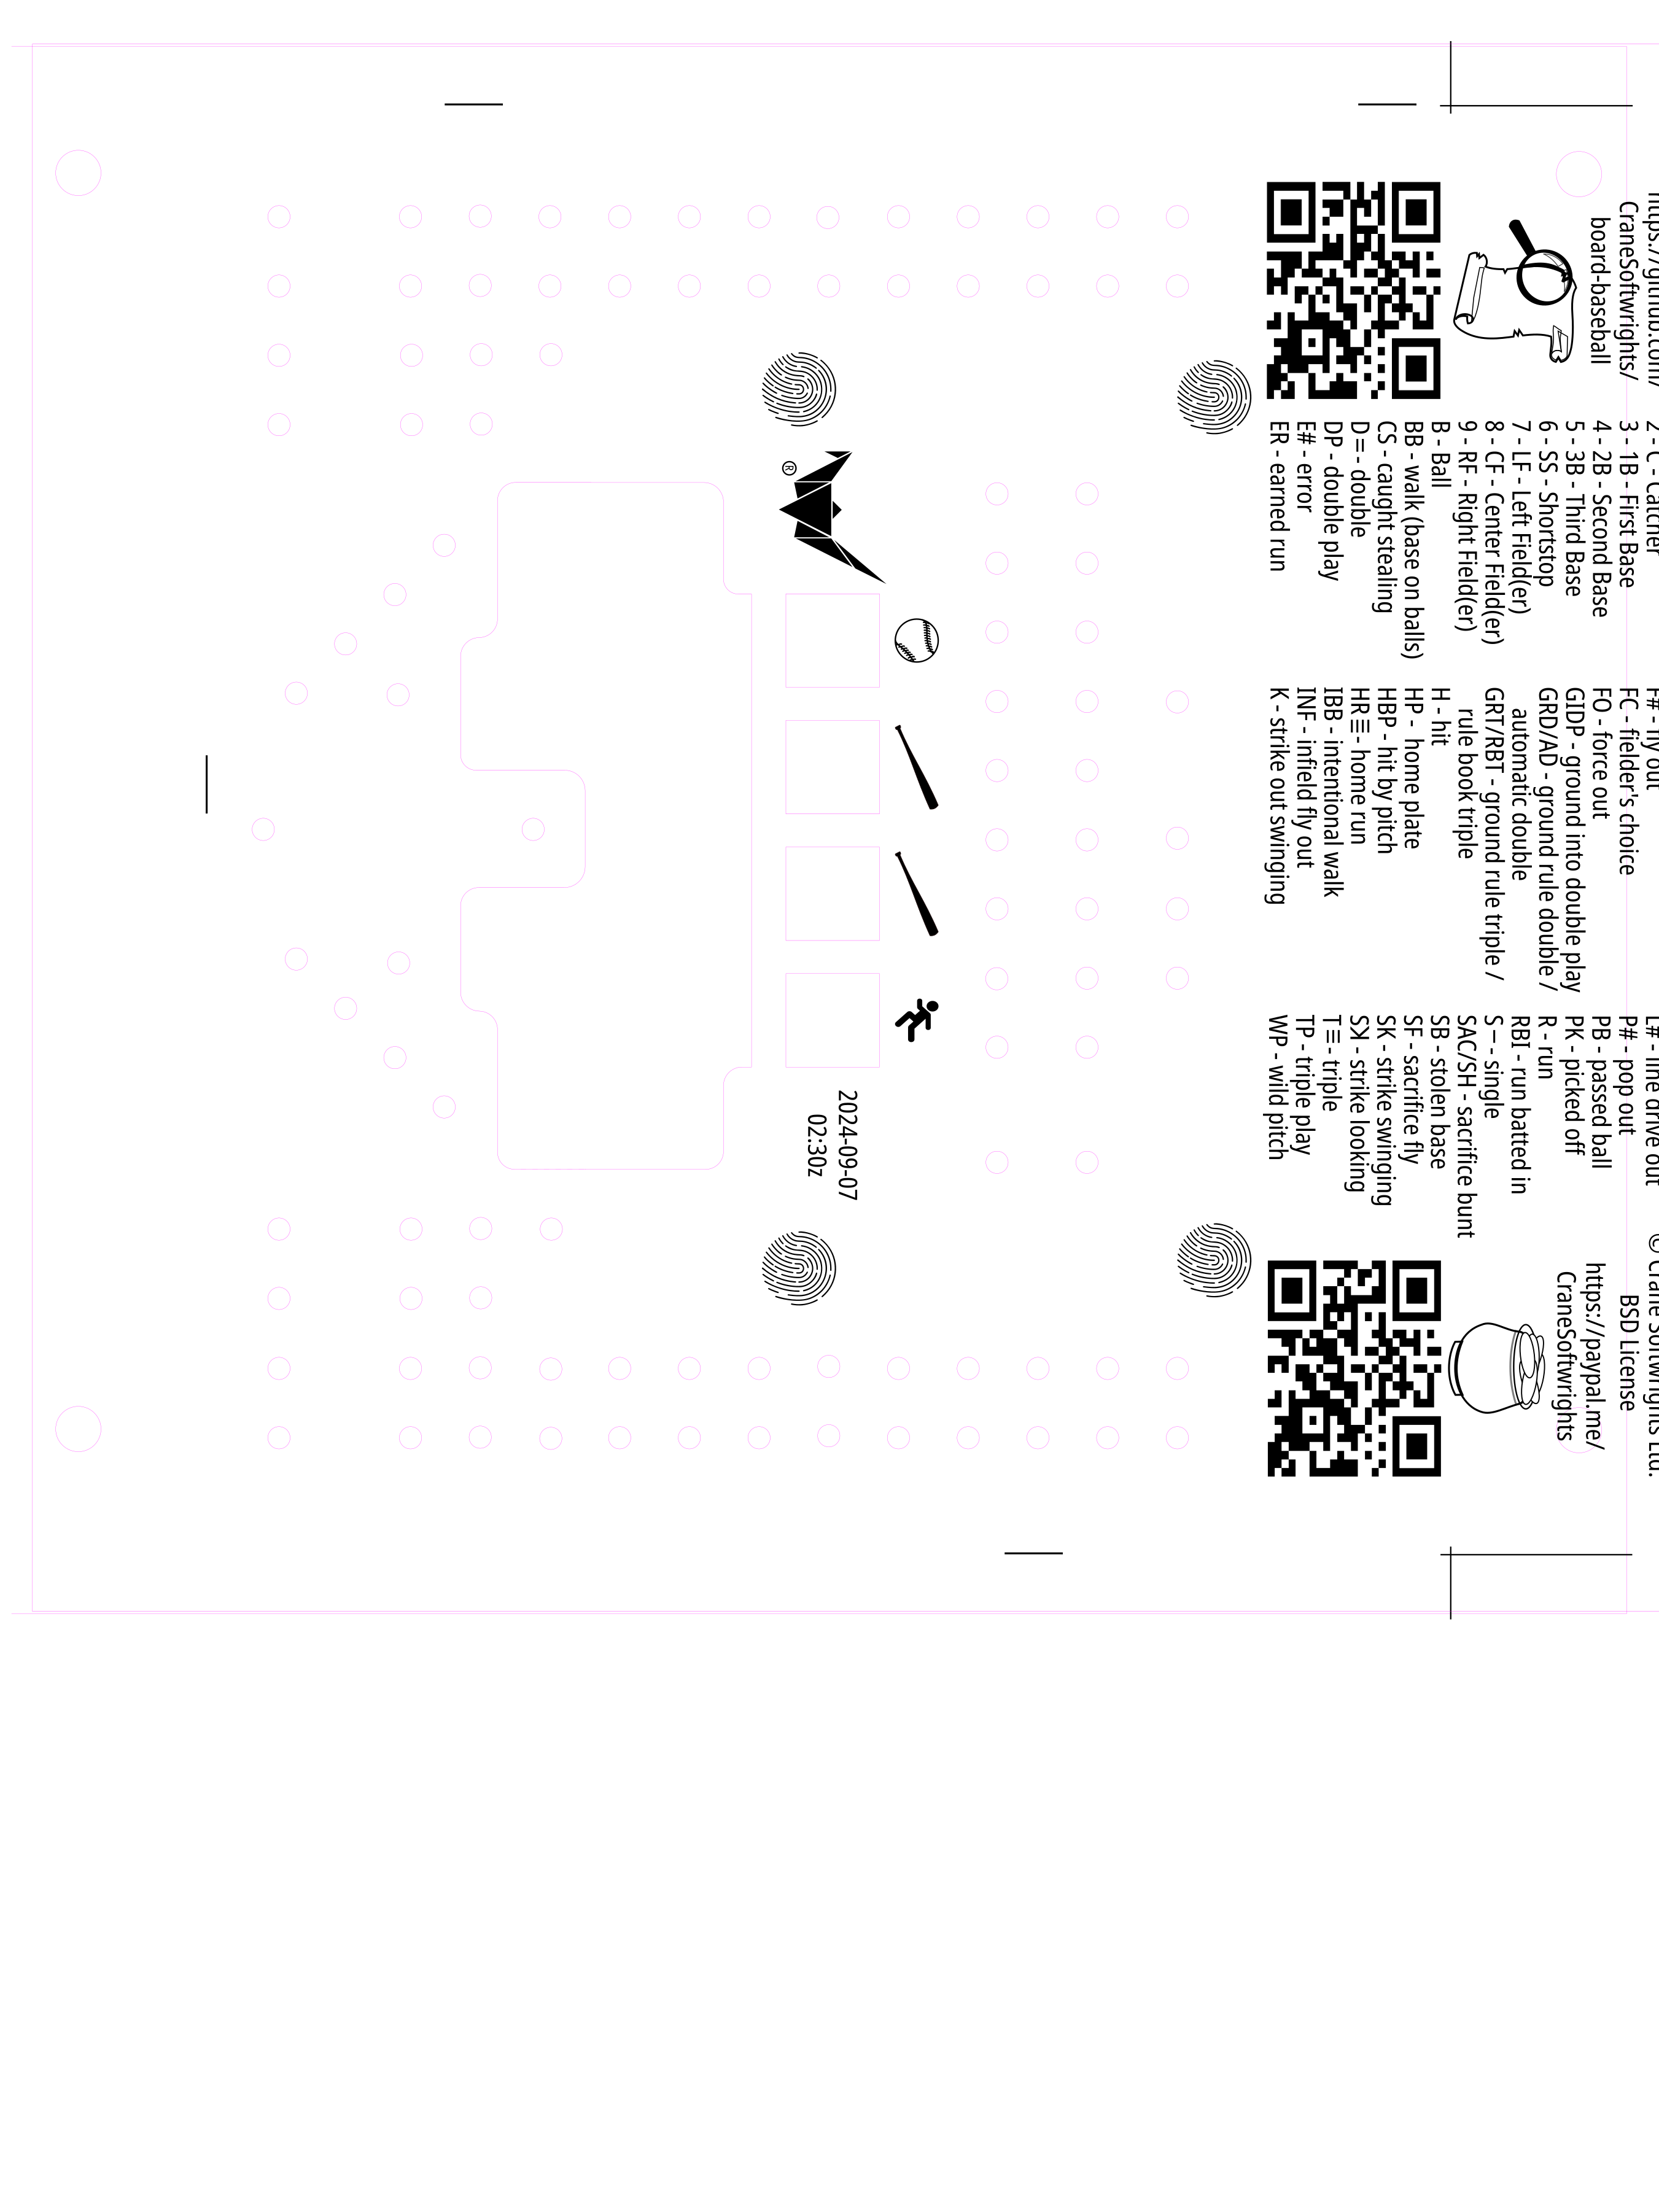 https://github.com/
CraneSoftwrights/
board-baseball
2 - C - Catcher
3 - 1B - First Base
4 - 2B - Second Base
5 - 3B - Third Base
6 - SS - Shortstop
7 - LF - Left Field(er)
8 - CF - Center Field(er)
9 - RF - Right Field(er)
B - Ball
BB - walk (base on balls)
CS - caught stealing
D=- double
DP - double play
E# - error
ER - earned run
F# - fly out
FC - fielder's choice
FO - force out
GIDP - ground into double play
GRD/AD - ground rule double /
automatic double
GRT/RBT - ground rule triple /
rule book triple
H - hit
HP - home plate
HBP - hit by pitch
HR≣- home run
IBB - intentional walk
INF - infield fly out
K - strike out swinging
L# - line drive out
P# - pop out
PB - passed ball
PK - picked off
R - run
RBI - run batted in
S—- single
SAC/SH - sacrifice bunt
SB - stolen base
SF - sacrifice fly
SK - strike swinging
Sꓘ - strike looking
T≡- triple
TP - triple play
WP - wild pitch
© Crane Softwrights Ltd.
BSD License
https://paypal.me/
CraneSoftwrights
®
2024-09-07
02:30z